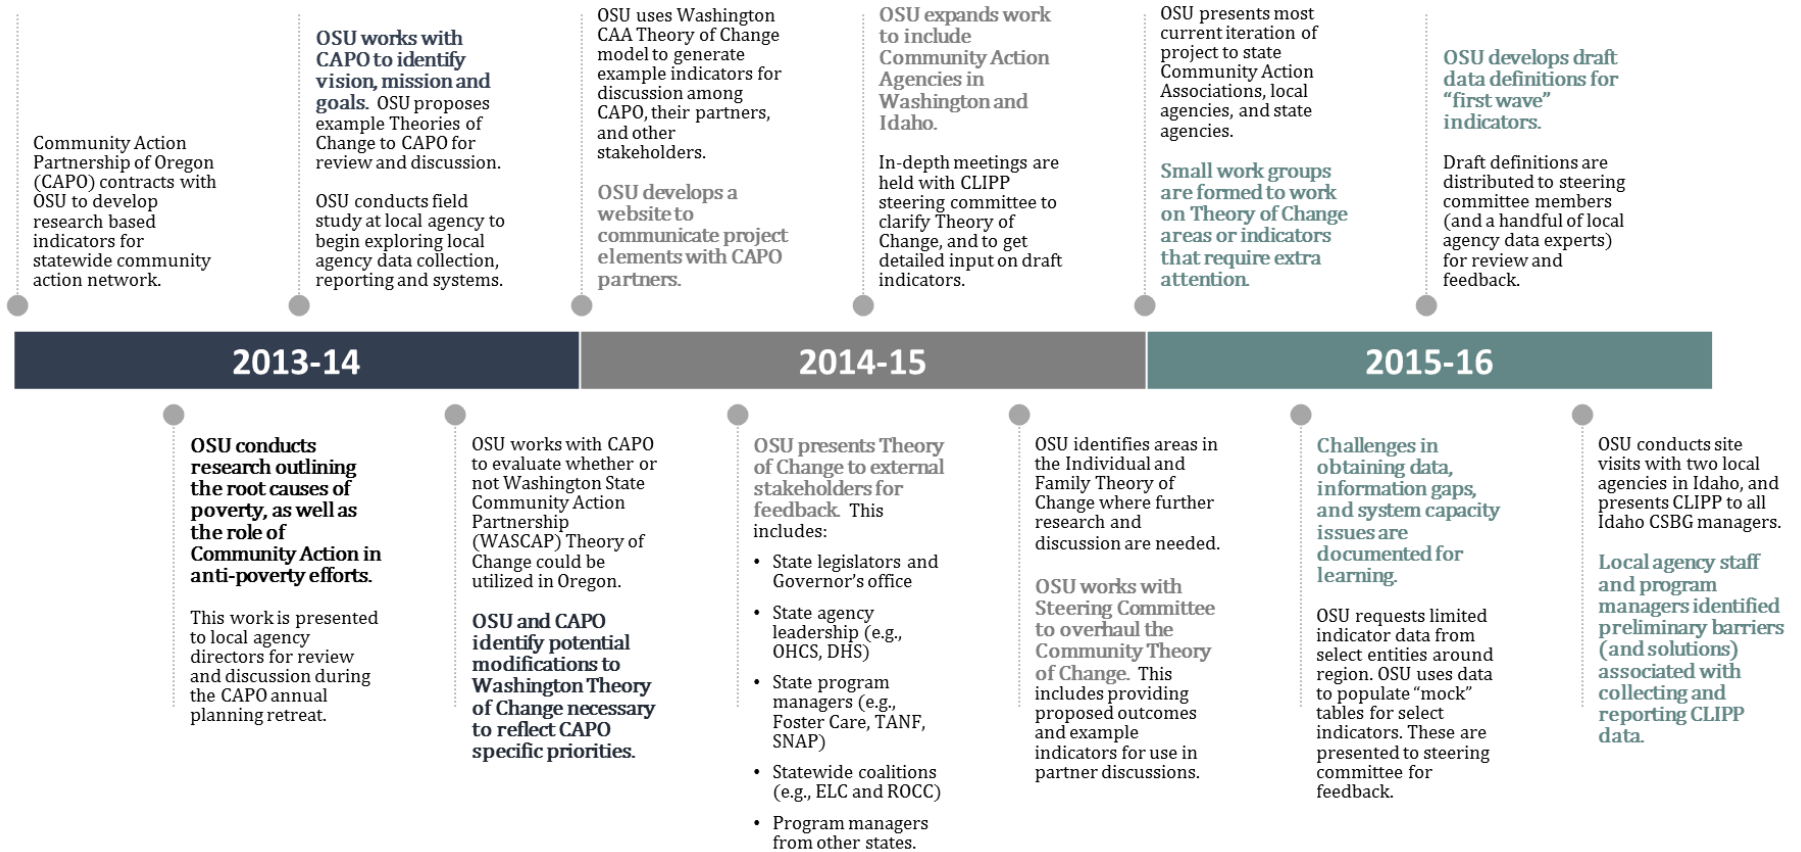 Community Action
Partnership of Oregon
(CAPO) contracts with
OSU to develop
research based
indicators for
statewide community
action network.
OSU works with
CAPO to identify
vision, mission and
goals. OSU proposes
example Theories of
Change to CAPO for
review and discussion.
OSU conducts field
study at local agency to
begin exploring local
agency data collection,
reporting and systems.
OSU uses Washington
CAA Theory of Change
model to generate
example indicators for
discussion among
CAPO, their partners,
and other
stakeholders.
OSU develops a
website to
communicate project
elements with CAPO
partners.
OSU expands work
to include
Community Action
Agencies in
Washington and
Idaho.
In-depth meetings are
held with CLIPP
steering committee to
clarify Theory of
Change, and to get
detailed input on draft
indicators.
OSU presents most
current iteration of
project to state
Community Action
Associations, local
agencies, and state
agencies.
Small work groups
are formed to work
on Theory of Change
areas or indicators
that require extra
attention.
OSU develops draft
data definitions for
“first wave”
indicators.
Draft definitions are
distributed to steering
committee members
(and a handful of local
agency data experts)
for review and
feedback.
2013-14
2014-15
2015-16
OSU conducts
research outlining
the root causes of
poverty, as well as
the role of
Community Action in
anti-poverty efforts.
This work is presented
to local agency
directors for review
and discussion during
the CAPO annual
planning retreat.
OSU works with CAPO
to evaluate whether or
not Washington State
Community Action
Partnership
(WASCAP) Theory of
Change could be
utilized in Oregon.
OSU and CAPO
identify potential
modifications to
Washington Theory
of Change necessary
to reflect CAPO
specific priorities.
OSU presents Theory
of Change to external
stakeholders for
feedback. This
includes:
• State legislators and
Governor’s office
• State agency
leadership (e.g.,
OHCS, DHS)
• State program
managers (e.g.,
Foster Care, TANF,
SNAP)
• Statewide coalitions
(e.g., ELC and ROCC)
• Program managers
from other states.
OSU identifies areas in
the Individual and
Family Theory of
Change where further
research and
discussion are needed.
OSU works with
Steering Committee
to overhaul the
Community Theory
of Change. This
includes providing
proposed outcomes
and example
indicators for use in
partner discussions.
Challenges in
obtaining data,
information gaps,
and system capacity
issues are
documented for
learning.
OSU requests limited
indicator data from
select entities around
region. OSU uses data
to populate “mock”
tables for select
indicators. These are
presented to steering
committee for
feedback.
OSU conducts site
visits with two local
agencies in Idaho, and
presents CLIPP to all
Idaho CSBG managers.
Local agency staff
and program
managers identified
preliminary barriers
(and solutions)
associated with
collecting and
reporting CLIPP
data.